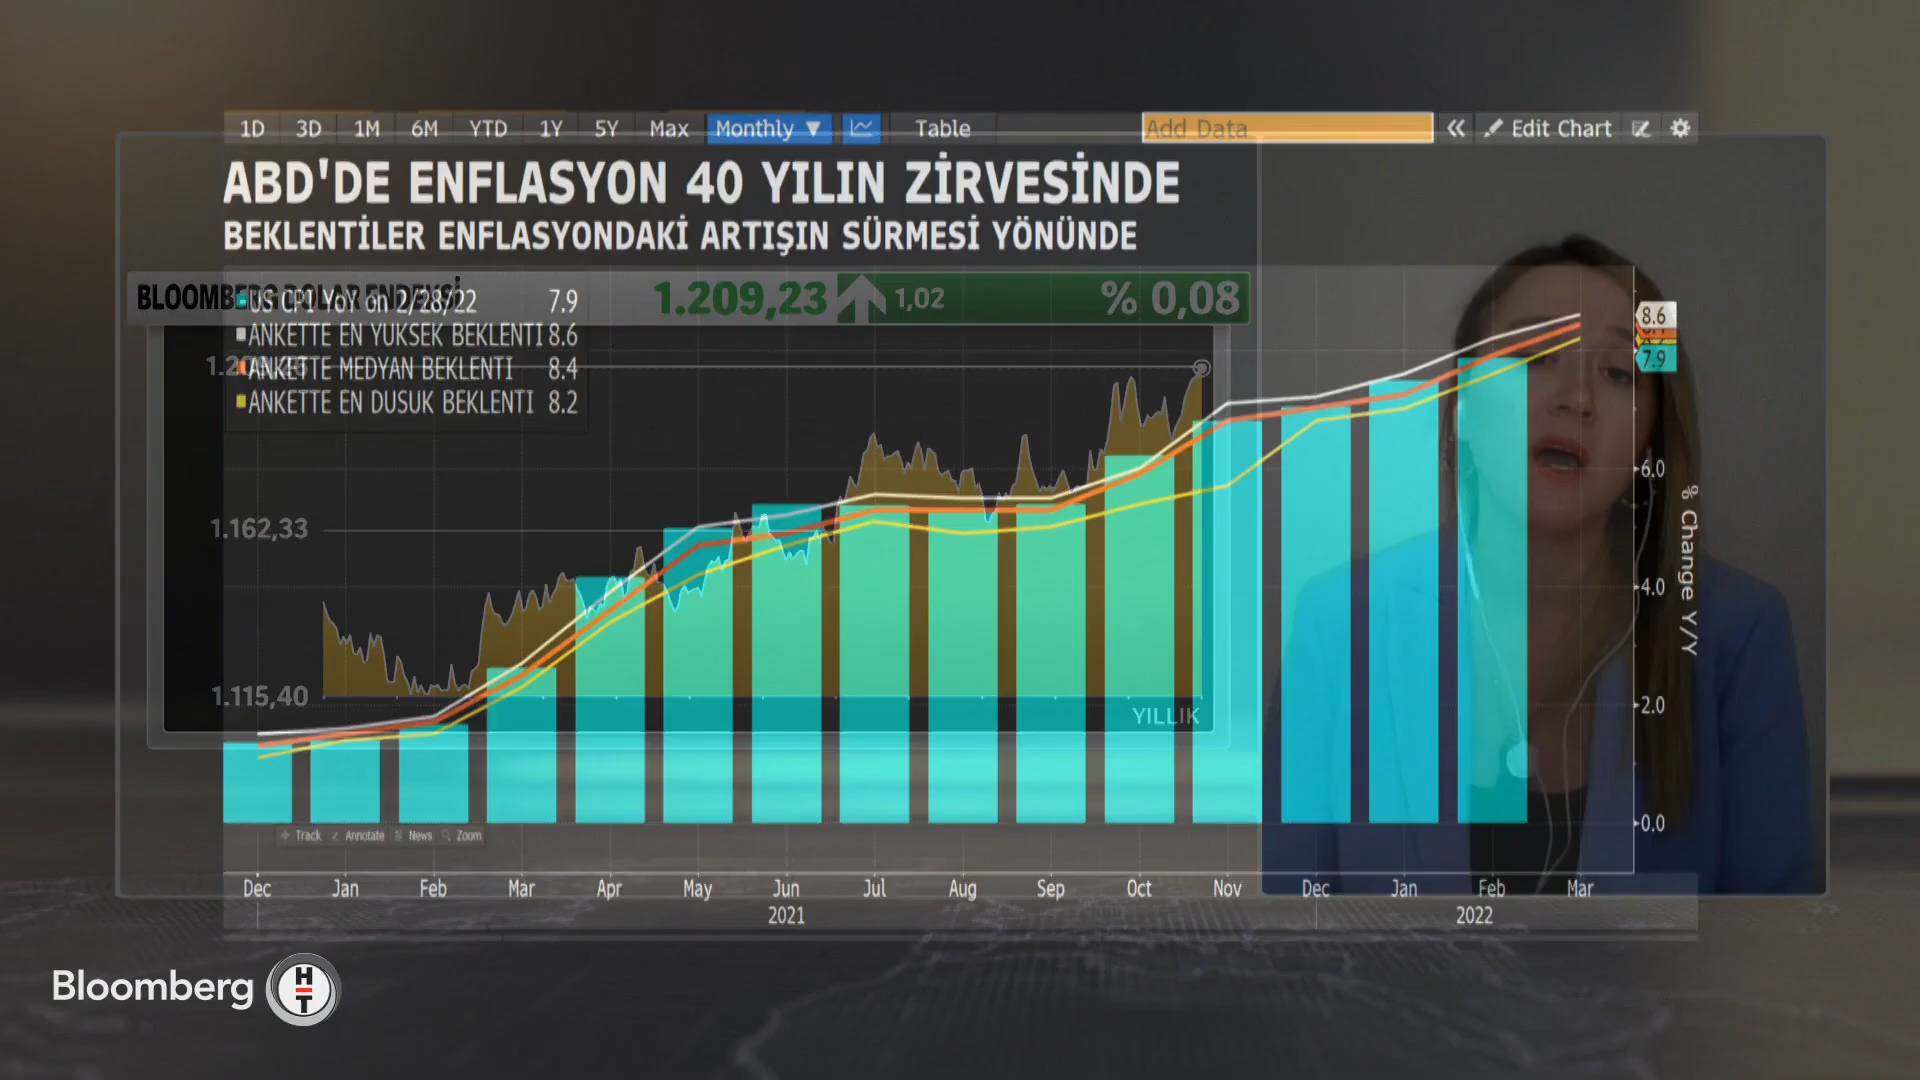 1D 3D 1M 6M YTD 1Y 5Y Max Monthly ▼ Table Add Data « Edit Chart
ABD'DE ENFLASYON 40 YILIN ZİRVESİNDE
BEKLENTİLER ENFLASYONDAKİ ARTIŞIN SÜRMESİ YÖNÜNDE
BLOOMBERG DOLAR ENDEKSİ 1.209,23 1,02 % 0,08
US CPI YoY on 2/28/22 7.9
ANKETTE EN YUKSEK BEKLENTI 8.6
ANKETTE MEDYAN BEKLENTI 8.4
ANKETTE EN DUSUK BEKLENTI 8.2
8.6
7.9
6.0
4.0
2.0
0.0
% Change Y/Y
1.162,33
1.115,40
YILLIK
Track Annotate News Zoom
Dec Jan Feb Mar Apr May Jun Jul Aug Sep Oct Nov Dec Jan Feb Mar
2021 2022
Bloomberg HT